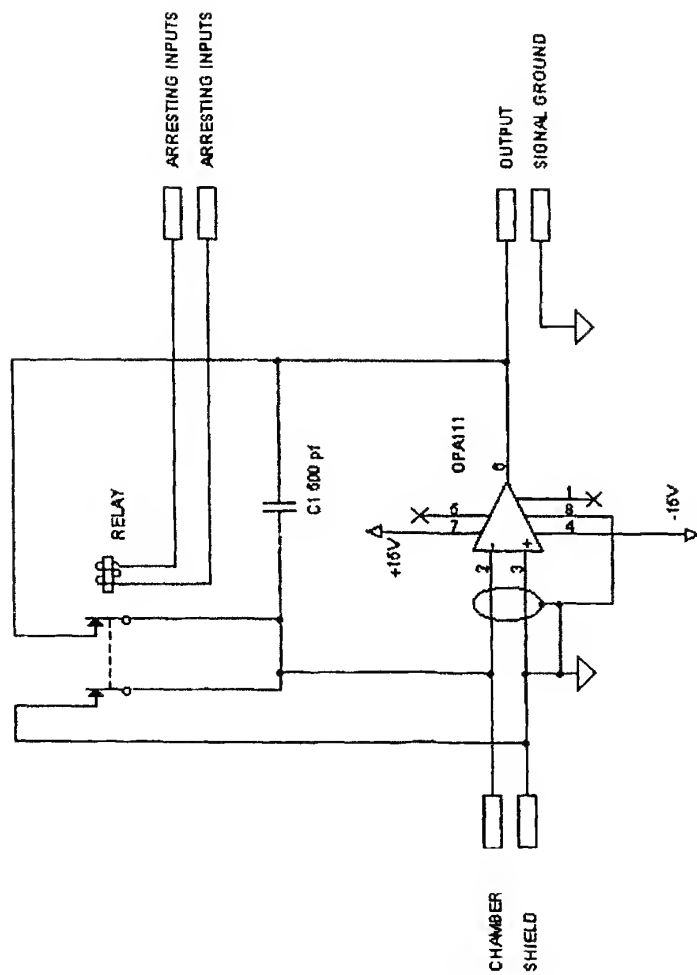 ARRESTING INPUTS
ARRESTING INPUTS
RELAY
C1 500 pf
OPA111
+15V
7
5
2
-
3
+
6
1
8
4
-15V
OUTPUT
SIGNAL GROUND
CHAMBER
SHIELD